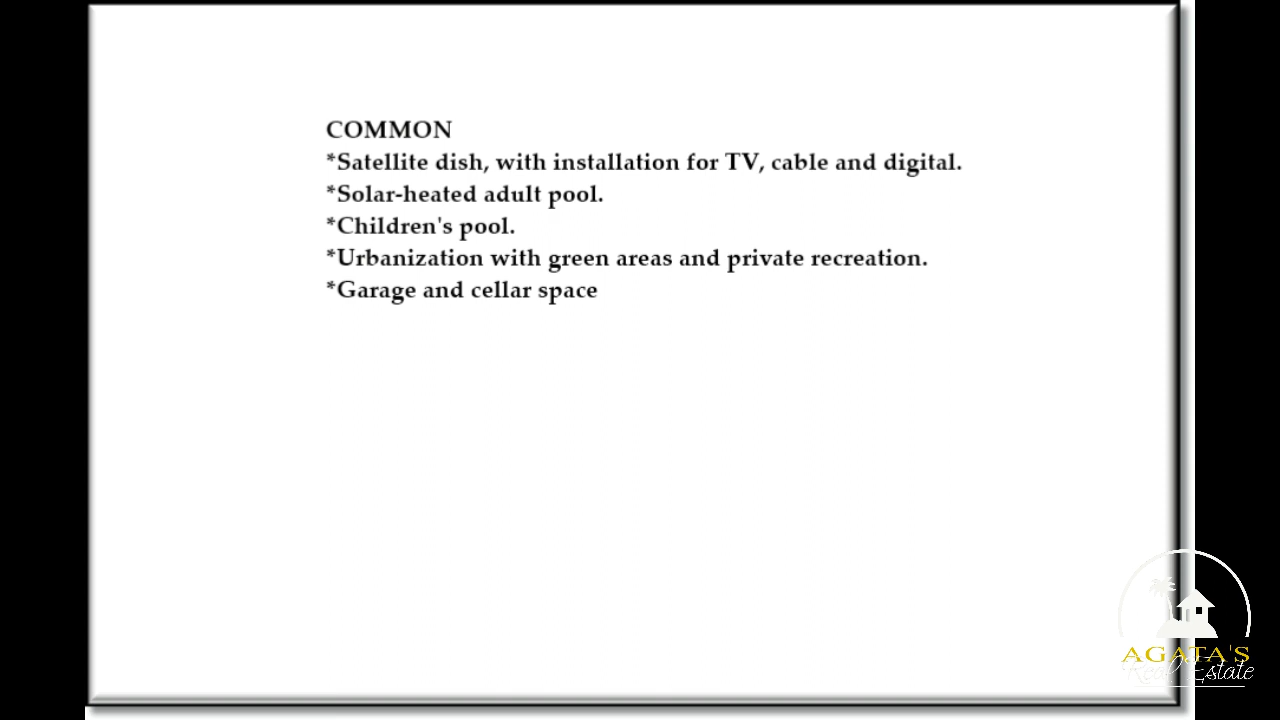 COMMON
*Satellite dish, with installation for TV, cable and digital.
*Solar-heated adult pool.
*Children's pool.
*Urbanization with green areas and private recreation.
*Garage and cellar space
AGATA'S
Real Estate